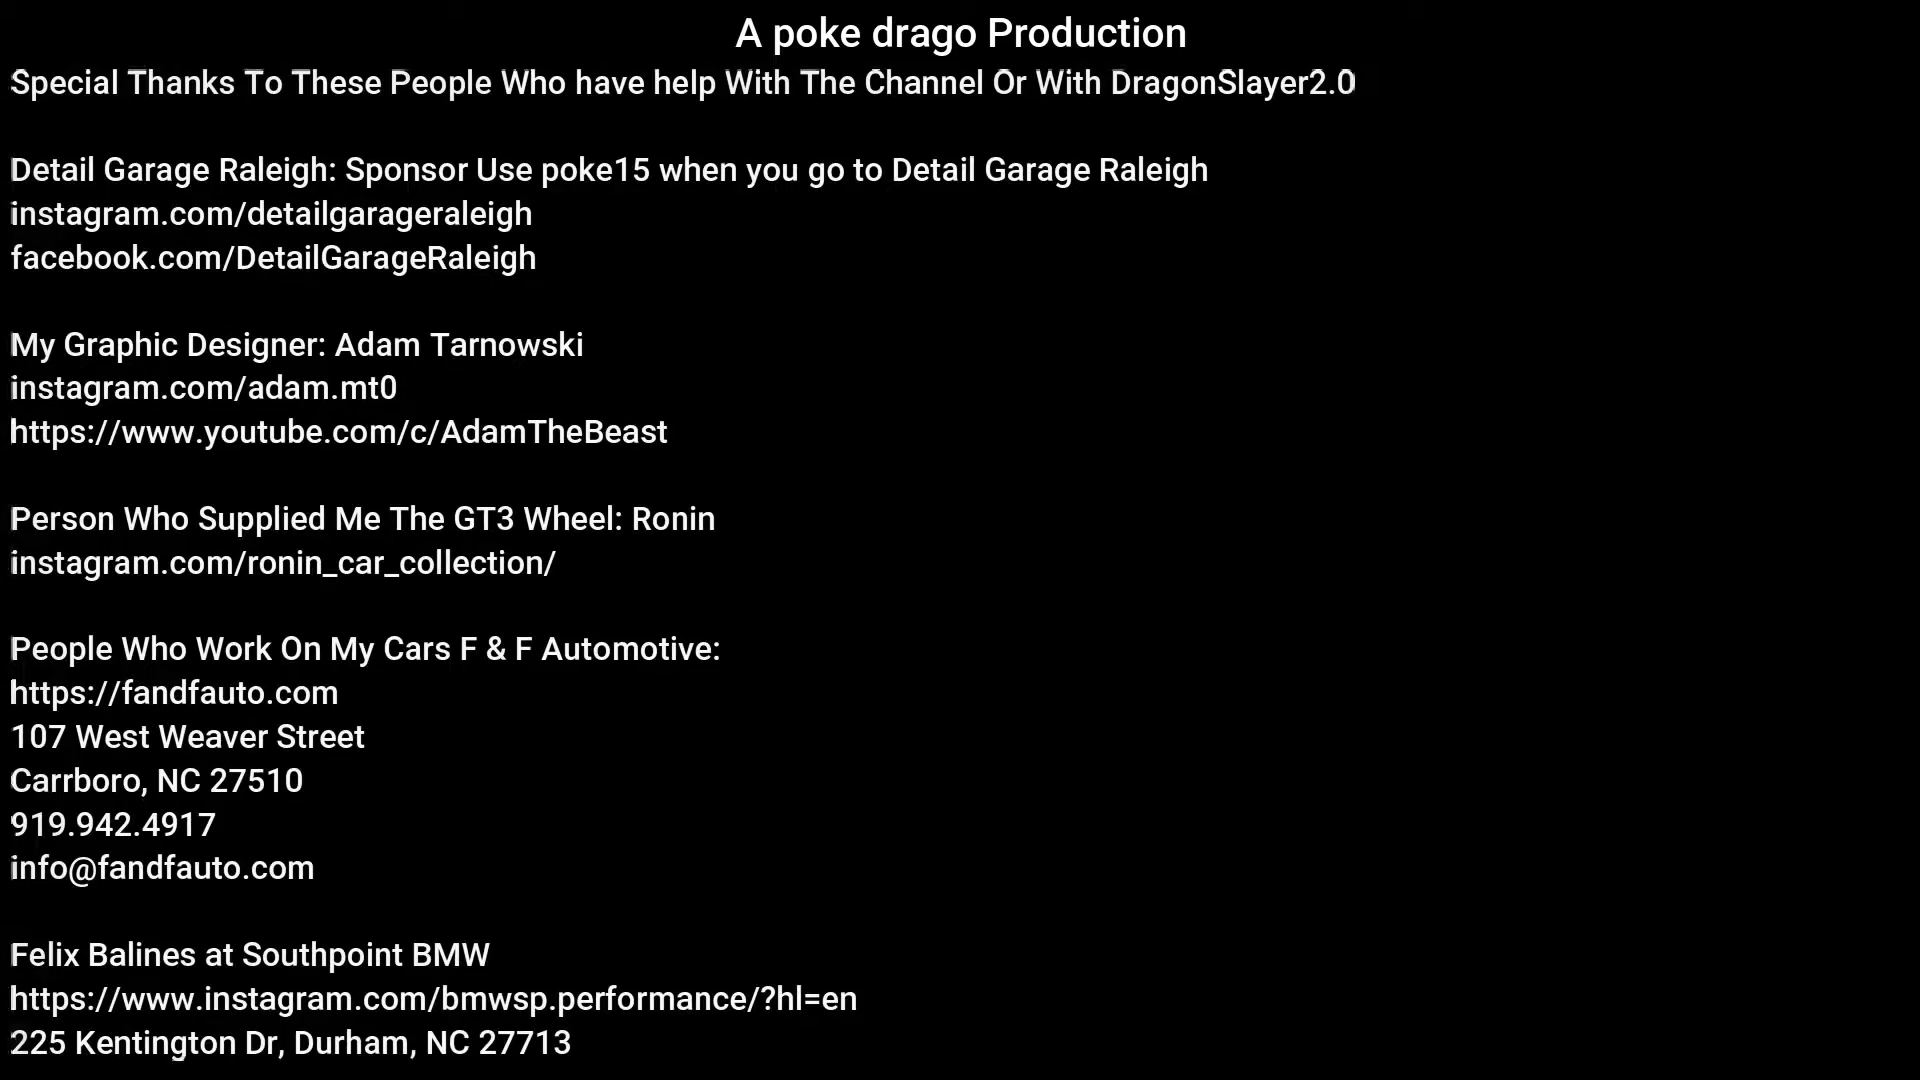 A poke drago Production
Special Thanks To These People Who have help With The Channel Or With DragonSlayer2.0
Detail Garage Raleigh: Sponsor Use poke15 when you go to Detail Garage Raleigh
instagram.com/detailgarageraleigh
facebook.com/DetailGarageRaleigh
My Graphic Designer: Adam Tarnowski
instagram.com/adam.mt0
https://www.youtube.com/c/AdamTheBeast
Person Who Supplied Me The GT3 Wheel: Ronin
instagram.com/ronin_car_collection/
People Who Work On My Cars F & F Automotive:
https://fandfauto.com
107 West Weaver Street
Carrboro, NC 27510
919.942.4917
info@fandfauto.com
Felix Balines at Southpoint BMW
https://www.instagram.com/bmwsp.performance/?hl=en
225 Kentington Dr, Durham, NC 27713